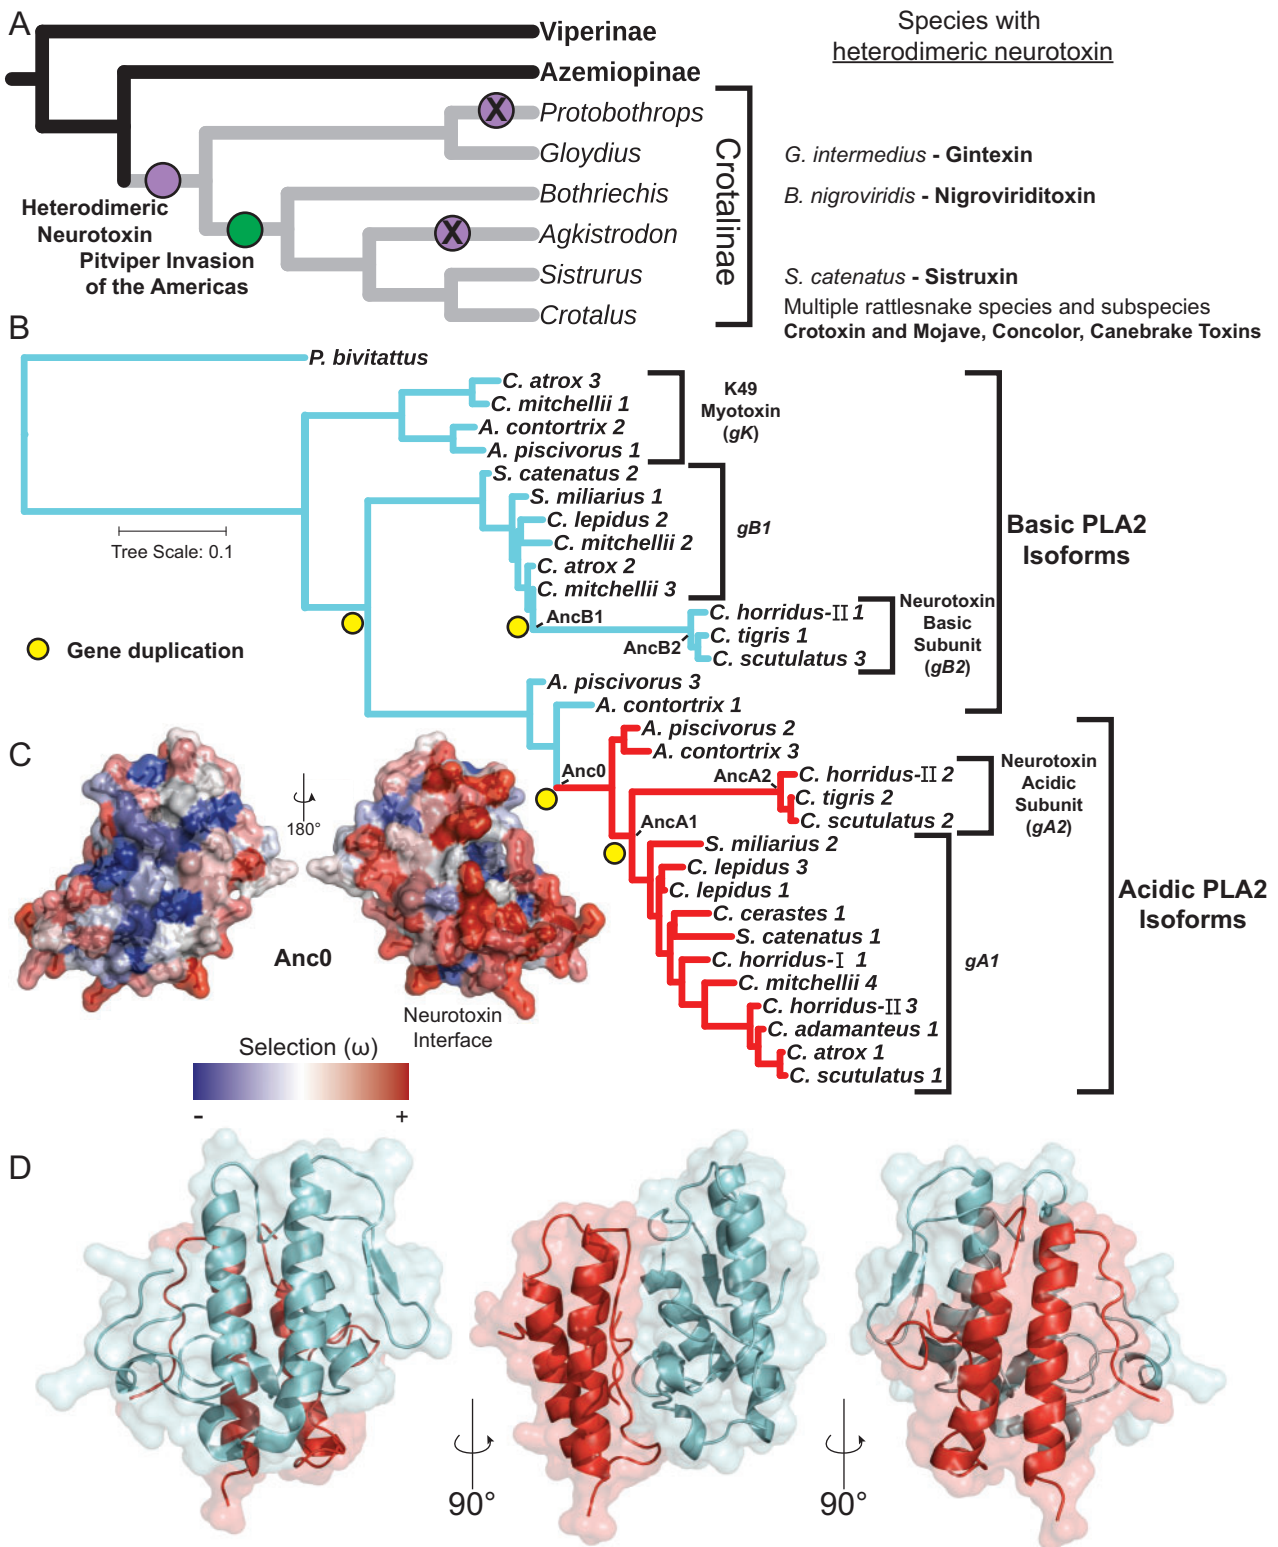 A
Species with
heterodimeric neurotoxin
Viperinae
Azemiopinae
X
Protobothrops
Gloydius
G. intermedius - Gintexin
Bothriechis
B. nigroviridis - Nigroviriditoxin
X
Agkistrodon
Sistrurus
S. catenatus - Sistruxin
Crotalus
Multiple rattlesnake species and subspecies
Crotoxin and Mojave, Concolor, Canebrake Toxins
Crotalinae
Heterodimeric
Neurotoxin
Pitviper Invasion
of the Americas
B
P. bivitattus
C. atrox 3
C. mitchellii 1
A. contortrix 2
A. piscivorus 1
K49
Myotoxin
(gK)
S. catenatus 2
S. miliarius 1
C. lepidus 2
C. mitchellii 2
C. atrox 2
C. mitchellii 3
gB1
Basic PLA2
Isoforms
Tree Scale: 0.1
Gene duplication
AncB1
AncB2
C. horridus-II 1
C. tigris 1
C. scutulatus 3
Neurotoxin
Basic
Subunit
(gB2)
A. piscivorus 3
A. contortrix 1
A. piscivorus 2
A. contortrix 3
Anc0
AncA2
C. horridus-II 2
C. tigris 2
C. scutulatus 2
Neurotoxin
Acidic
Subunit
(gA2)
AncA1
S. miliarius 2
C. lepidus 3
C. lepidus 1
C. cerastes 1
S. catenatus 1
C. horridus-I 1
C. mitchellii 4
C. horridus-II 3
C. adamanteus 1
C. atrox 1
C. scutulatus 1
gA1
Acidic PLA2
Isoforms
C
180°
Anc0
Neurotoxin
Interface
Selection (ω)
-
+
D
90°
90°